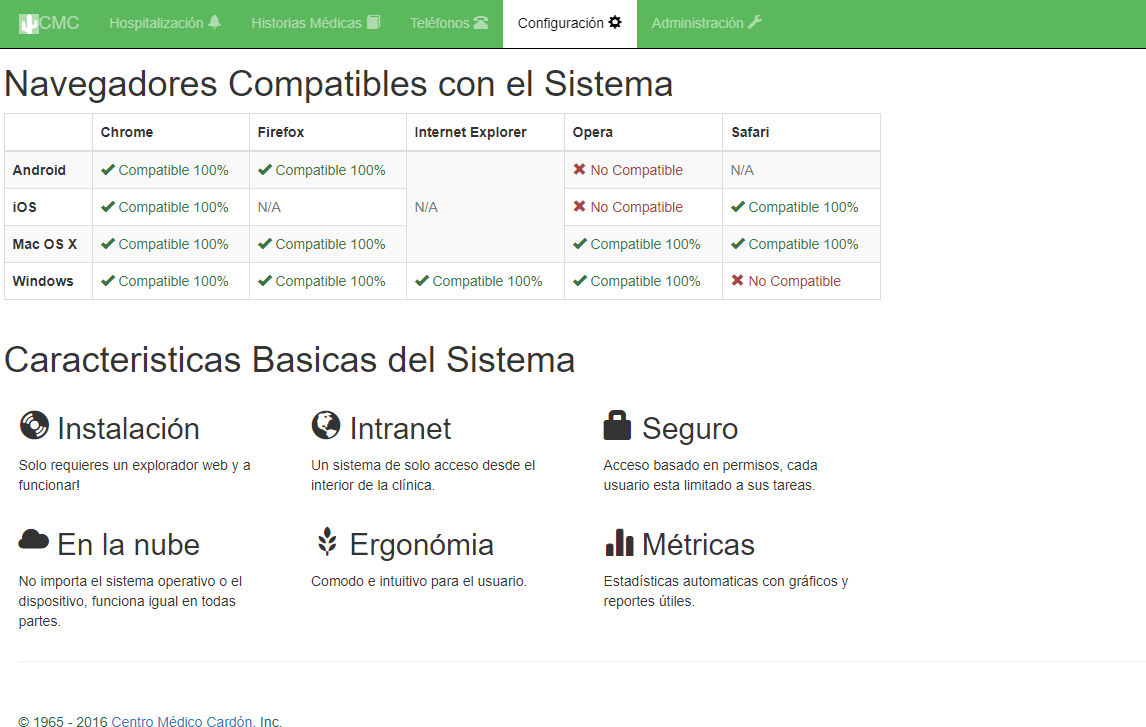 CMC Hospitalización Historias Médicas Teléfonos Configuración Administración
Navegadores Compatibles con el Sistema
Chrome Firefox Internet Explorer Opera Safari
Android Compatible 100% Compatible 100% No Compatible N/A
iOS Compatible 100% N/A N/A No Compatible Compatible 100%
Mac OS X Compatible 100% Compatible 100% Compatible 100% Compatible 100%
Windows Compatible 100% Compatible 100% Compatible 100% Compatible 100% No Compatible
Caracteristicas Basicas del Sistema
Instalación
Solo requieres un explorador web y a
funcionar!
Intranet
Un sistema de solo acceso desde el
interior de la clínica.
Seguro
Acceso basado en permisos, cada
usuario esta limitado a sus tareas.
En la nube
No importa el sistema operativo o el
dispositivo, funciona igual en todas
partes.
Ergonómia
Comodo e intuitivo para el usuario.
Métricas
Estadísticas automaticas con gráficos y
reportes útiles.
© 1965 - 2016 Centro Médico Cardón, Inc.